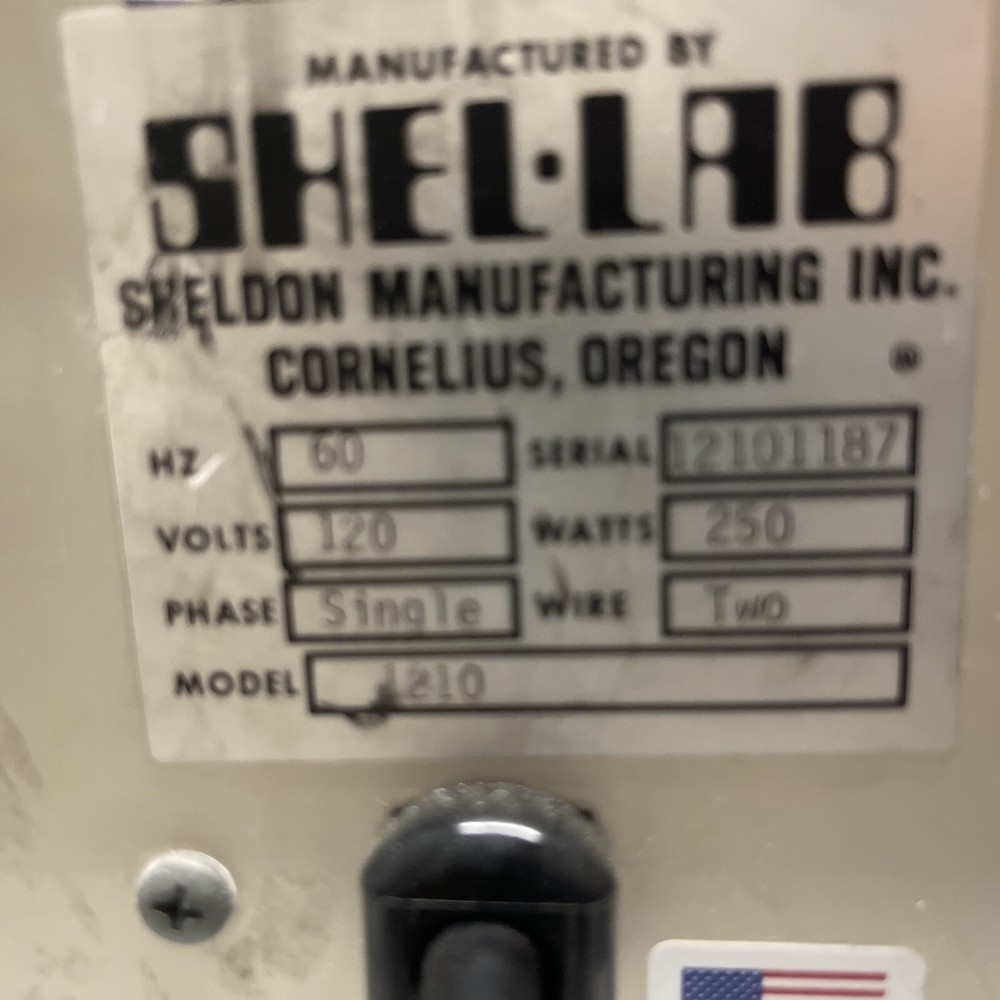 MANUFACTURED BY
SHEL·LAB
SHELDON MANUFACTURING INC.
CORNELIUS, OREGON ®
HZ 60 SERIAL 12101187
VOLTS 120 WATTS 250
PHASE Single WIRE Two
MODEL 1210